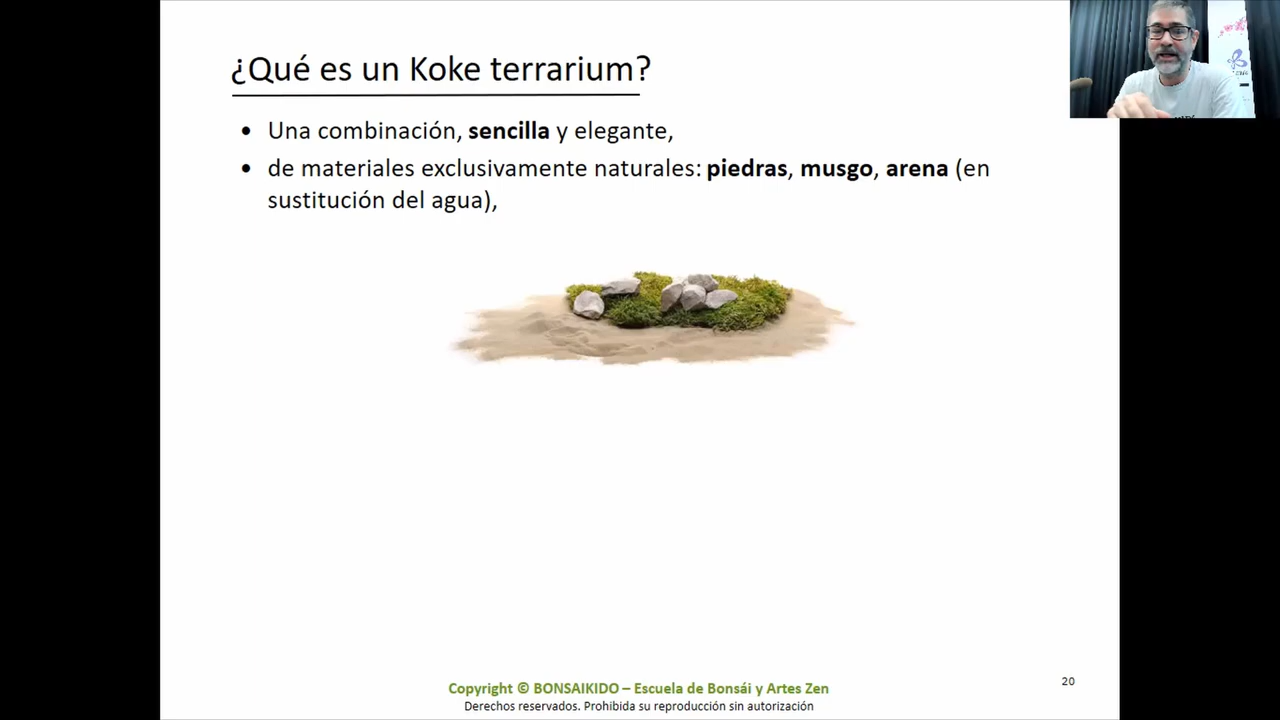 ¿Qué es un Koke terrarium?
• Una combinación, sencilla y elegante,
• de materiales exclusivamente naturales: piedras, musgo, arena (en
sustitución del agua),
Copyright © BONSAIKIDO – Escuela de Bonsái y Artes Zen
Derechos reservados. Prohibida su reproducción sin autorización
20